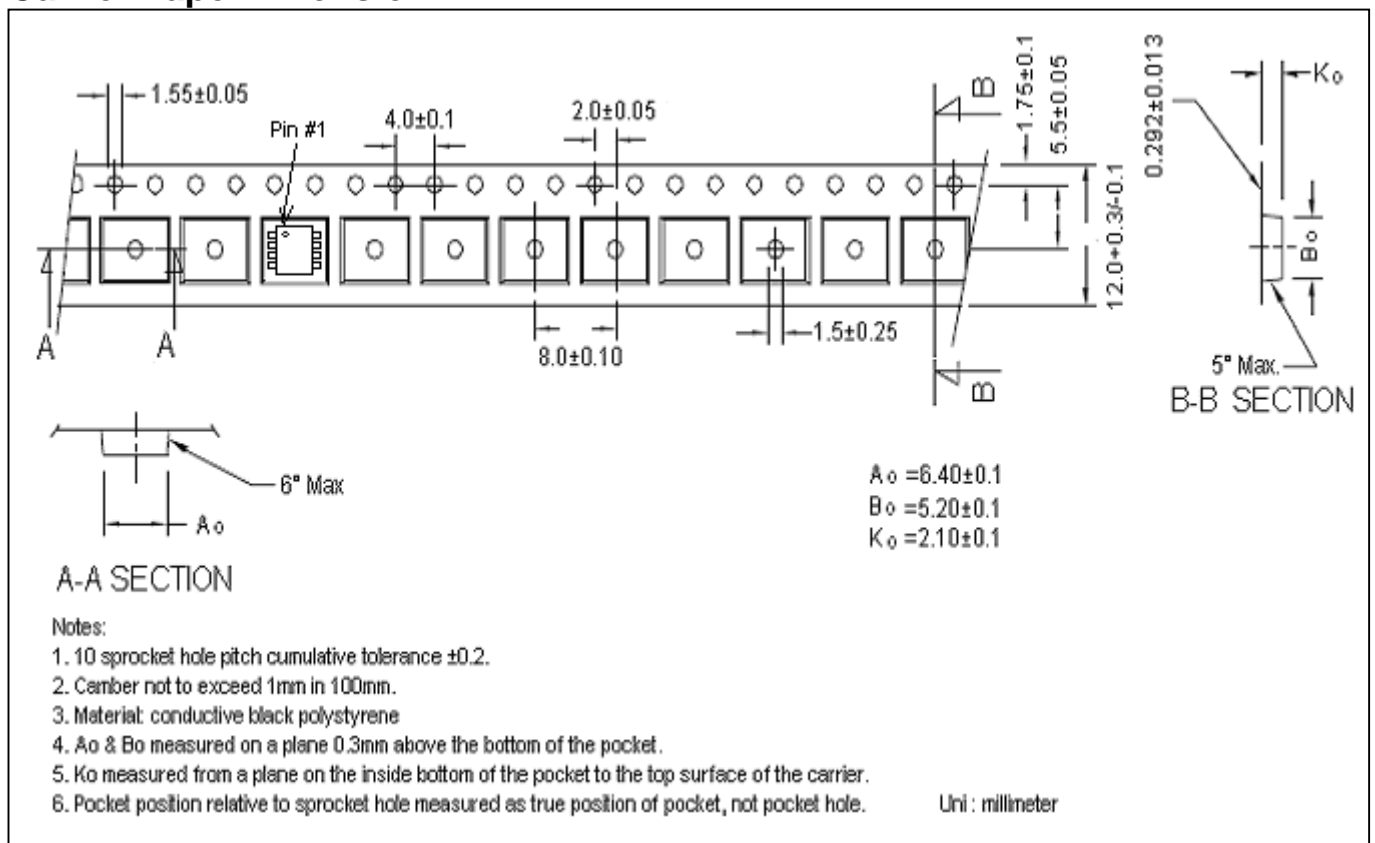 1.55±0.05
Pin #1
4.0±0.1
2.0±0.05
B
1.75±0.1
5.5±0.05
0.292±0.013
Ko
12.0+0.3/-0.1
Bo
A
A
8.0±0.10
1.5±0.25
B
5° Max.
B-B SECTION
6° Max
Ao
A-A SECTION
Ao =6.40±0.1
Bo =5.20±0.1
Ko =2.10±0.1
Notes:
1. 10 sprocket hole pitch cumulative tolerance ±0.2.
2. Camber not to exceed 1mm in 100mm.
3. Material: conductive black polystyrene
4. Ao & Bo measured on a plane 0.3mm above the bottom of the pocket.
5. Ko measured from a plane on the inside bottom of the pocket to the top surface of the carrier.
6. Pocket position relative to sprocket hole measured as true position of pocket, not pocket hole.
Uni : millimeter